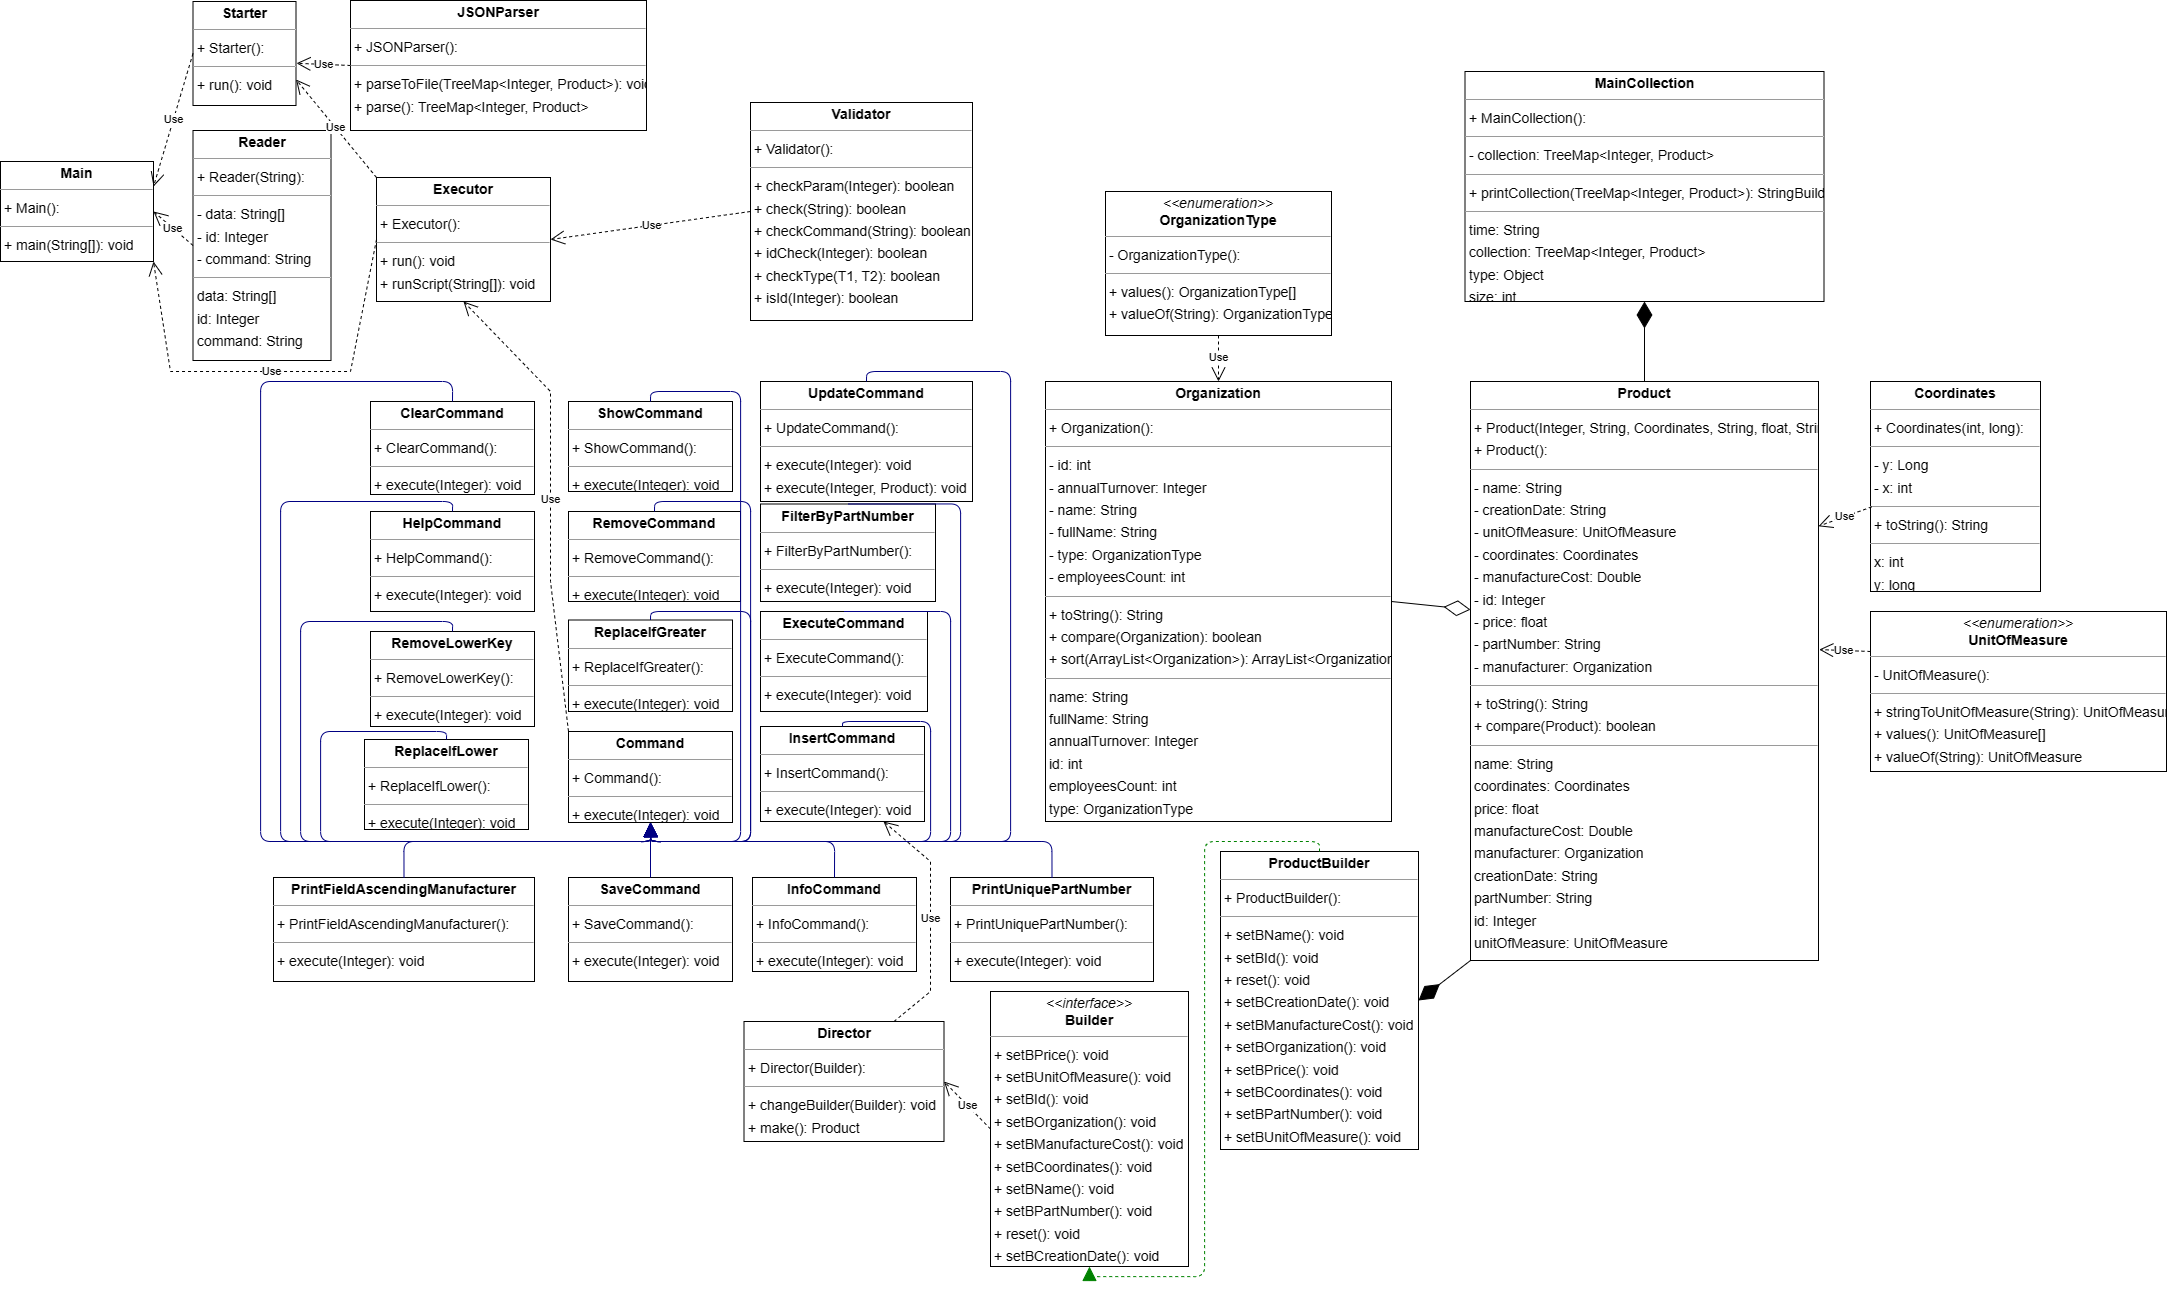 Starter
+ Starter():
+ run(): void
JSONParser
+ JSONParser():
+ parseToFile(TreeMap<Integer, Product>): voi
+ parse(): TreeMap<Integer, Product>
Use
Use
Use
Reader
+ Reader(String):
- data: String[]
- id: Integer
- command: String
data: String[]
id: Integer
command: String
Main
+ Main():
+ main(String[]): void
Use
Use
Executor
+ Executor():
+ run(): void
+ runScript(String[]): void
Use
Validator
+ Validator():
+ checkParam(Integer): boolean
+ check(String): boolean
+ checkCommand(String): boolean
+ idCheck(Integer): boolean
+ checkType(T1, T2): boolean
+ isId(Integer): boolean
<<enumeration>>
OrganizationType
- OrganizationType():
+ values(): OrganizationType[]
+ valueOf(String): OrganizationType
Use
MainCollection
+ MainCollection():
- collection: TreeMap<Integer, Product>
+ printCollection(TreeMap<Integer, Product>): StringBuild
time: String
collection: TreeMap<Integer, Product>
type: Object
size: int
ClearCommand
+ ClearCommand():
+ execute(Integer): void
ShowCommand
+ ShowCommand():
+ execute(Integer): void
UpdateCommand
+ UpdateCommand():
+ execute(Integer): void
+ execute(Integer, Product): void
Use
HelpCommand
+ HelpCommand():
+ execute(Integer): void
RemoveCommand
+ RemoveCommand():
+ execute(Integer): void
FilterByPartNumber
+ FilterByPartNumber():
+ execute(Integer): void
RemoveLowerKey
+ RemoveLowerKey():
+ execute(Integer): void
ReplaceIfGreater
+ ReplaceIfGreater():
+ execute(Integer): void
ExecuteCommand
+ ExecuteCommand():
+ execute(Integer): void
ReplaceIfLower
+ ReplaceIfLower():
+ execute(Integer): void
Command
+ Command():
+ execute(Integer): void
InsertCommand
+ InsertCommand():
+ execute(Integer): void
PrintFieldAscendingManufacturer
+ PrintFieldAscendingManufacturer():
+ execute(Integer): void
SaveCommand
+ SaveCommand():
+ execute(Integer): void
InfoCommand
+ InfoCommand():
+ execute(Integer): void
Use
PrintUniquePartNumber
+ PrintUniquePartNumber():
+ execute(Integer): void
Organization
+ Organization():
- id: int
- annualTurnover: Integer
- name: String
- fullName: String
- type: OrganizationType
- employeesCount: int
+ toString(): String
+ compare(Organization): boolean
+ sort(ArrayList<Organization>): ArrayList<Organization
name: String
fullName: String
annualTurnover: Integer
id: int
employeesCount: int
type: OrganizationType
Product
+ Product(Integer, String, Coordinates, String, float, Stri
+ Product():
- name: String
- creationDate: String
- unitOfMeasure: UnitOfMeasure
- coordinates: Coordinates
- manufactureCost: Double
- id: Integer
- price: float
- partNumber: String
- manufacturer: Organization
+ toString(): String
+ compare(Product): boolean
name: String
coordinates: Coordinates
price: float
manufactureCost: Double
manufacturer: Organization
creationDate: String
partNumber: String
id: Integer
unitOfMeasure: UnitOfMeasure
Coordinates
+ Coordinates(int, long):
- y: Long
- x: int
+ toString(): String
x: int
y: long
Use
<<enumeration>>
UnitOfMeasure
- UnitOfMeasure():
+ stringToUnitOfMeasure(String): UnitOfMeasu
+ values(): UnitOfMeasure[]
+ valueOf(String): UnitOfMeasure
Use
ProductBuilder
+ ProductBuilder():
+ setBName(): void
+ setBId(): void
+ reset(): void
+ setBCreationDate(): void
+ setBManufactureCost(): void
+ setBOrganization(): void
+ setBPrice(): void
+ setBCoordinates(): void
+ setBPartNumber(): void
+ setBUnitOfMeasure(): void
Director
+ Director(Builder):
+ changeBuilder(Builder): void
+ make(): Product
Use
<<interface>>
Builder
+ setBPrice(): void
+ setBUnitOfMeasure(): void
+ setBId(): void
+ setBOrganization(): void
+ setBManufactureCost(): void
+ setBCoordinates(): void
+ setBName(): void
+ setBPartNumber(): void
+ reset(): void
+ setBCreationDate(): void